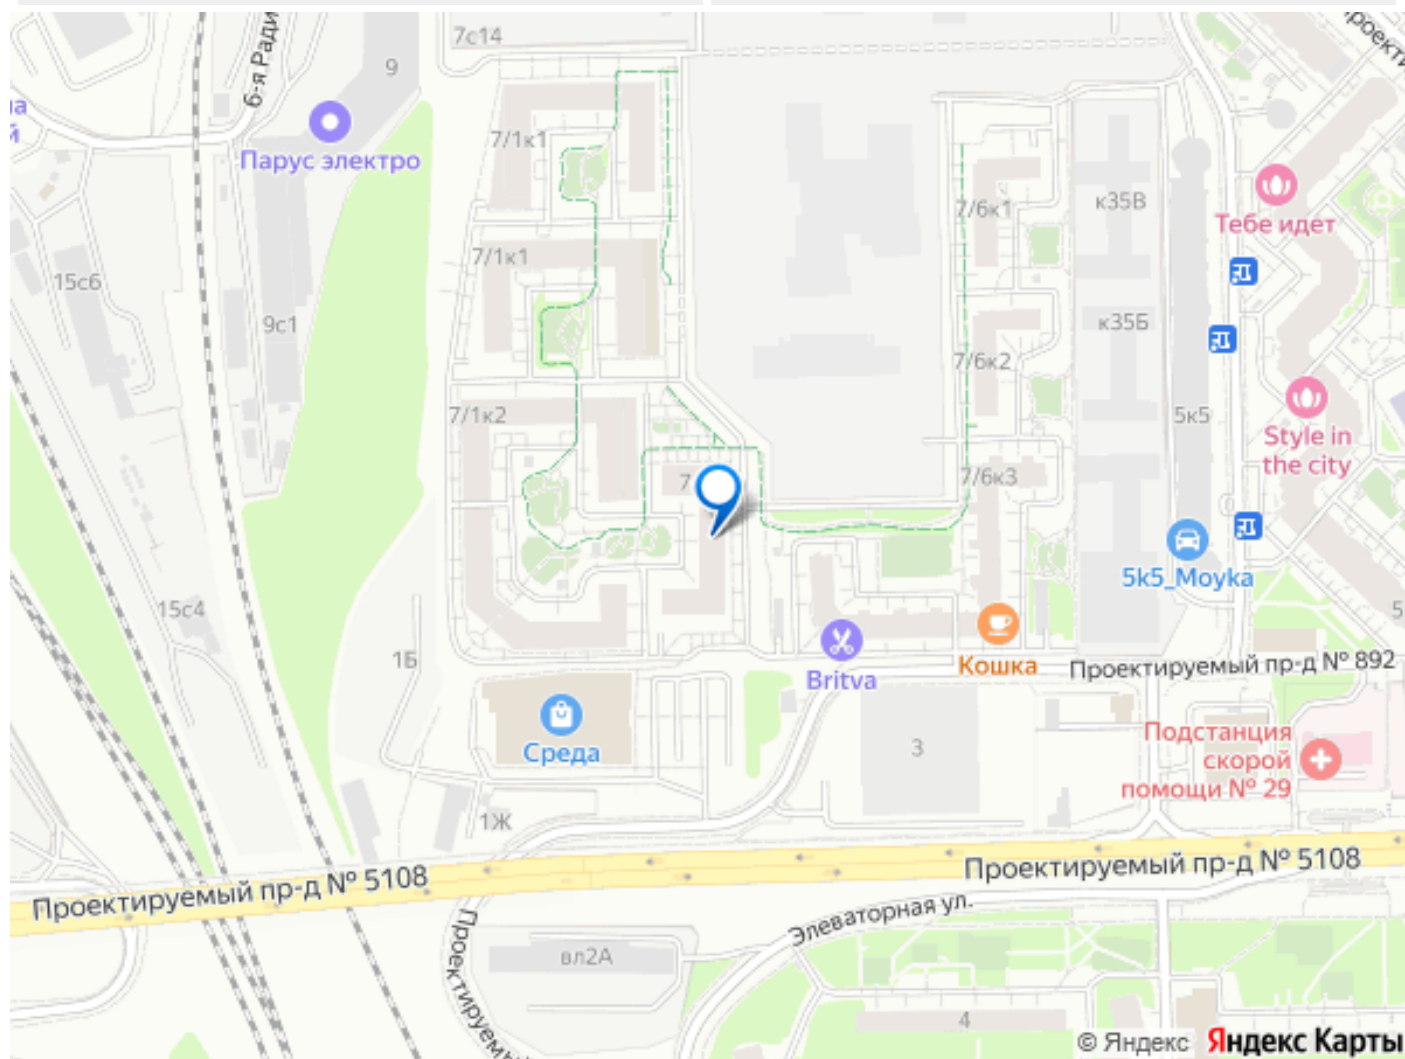 7с14
9
6-я Ради
Парус электро
7/1к1
7/6к1
к35В
Тебе идет
15с6
9с1
7/1к1
к35Б
7/6к2
7/1к2
5к5
Style in
the city
7
7/6к3
5k5_Moyka
15с4
1Б
Britva
Кошка
Проектируемый пр-д № 892
5
Среда
3
Подстанция
скорой
помощи № 29
1Ж
Проектируемый пр-д № 5108
Проектируемый пр-д № 5108
Элеваторная ул.
Проектируемый
вл2А
4
© Яндекс Яндекс Карты